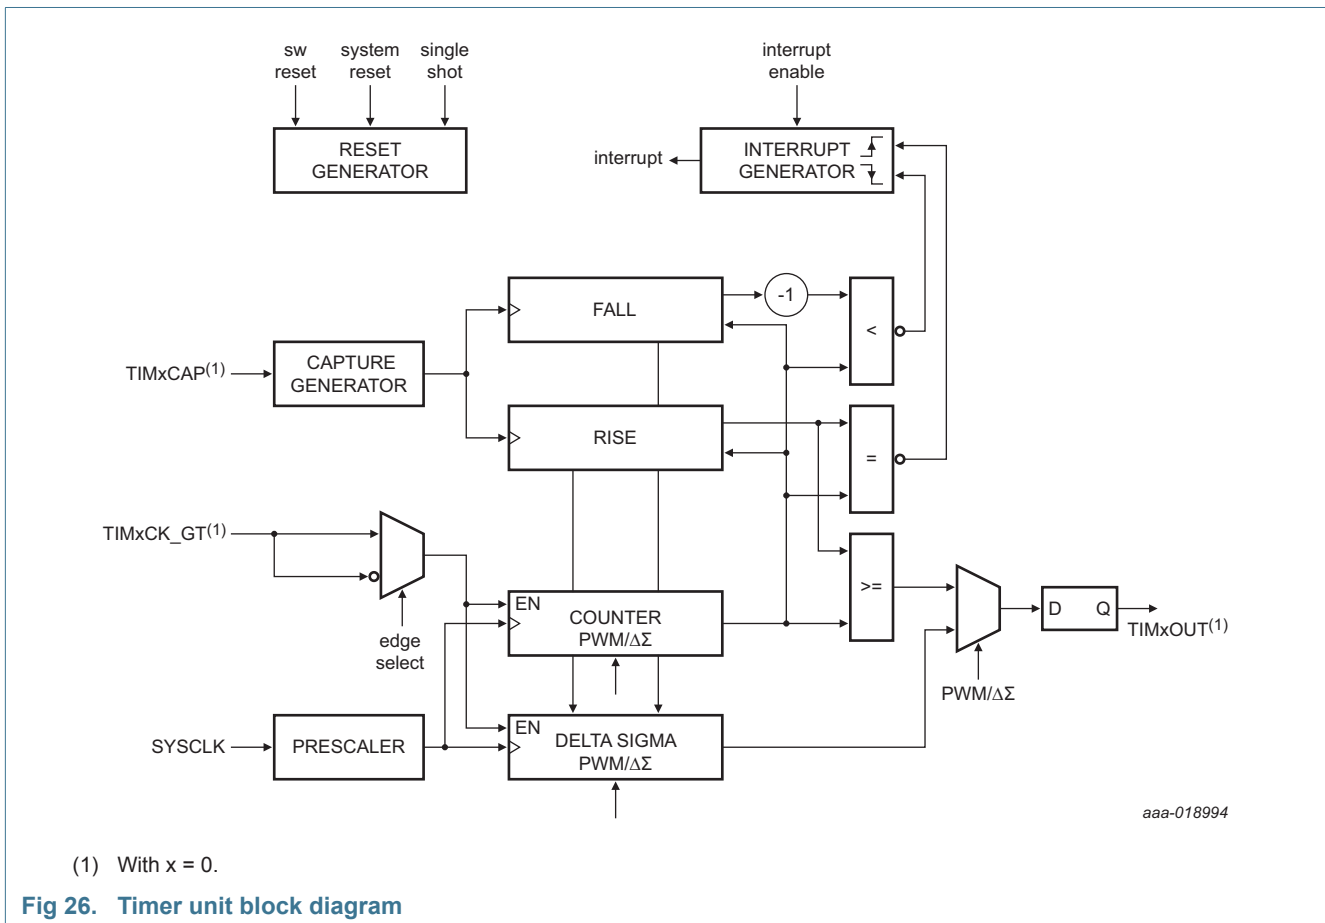 sw reset
system reset
single shot
interrupt enable
RESET GENERATOR
interrupt
INTERRUPT GENERATOR
FALL
-1
<
TIMxCAP(1)
CAPTURE GENERATOR
RISE
=
TIMxCK_GT(1)
edge select
EN
COUNTER
PWM/ΔΣ
>=
D Q
TIMxOUT(1)
PWM/ΔΣ
SYSCLK
PRESCALER
EN
DELTA SIGMA
PWM/ΔΣ
aaa-018994
(1) With x = 0.
Fig 26. Timer unit block diagram